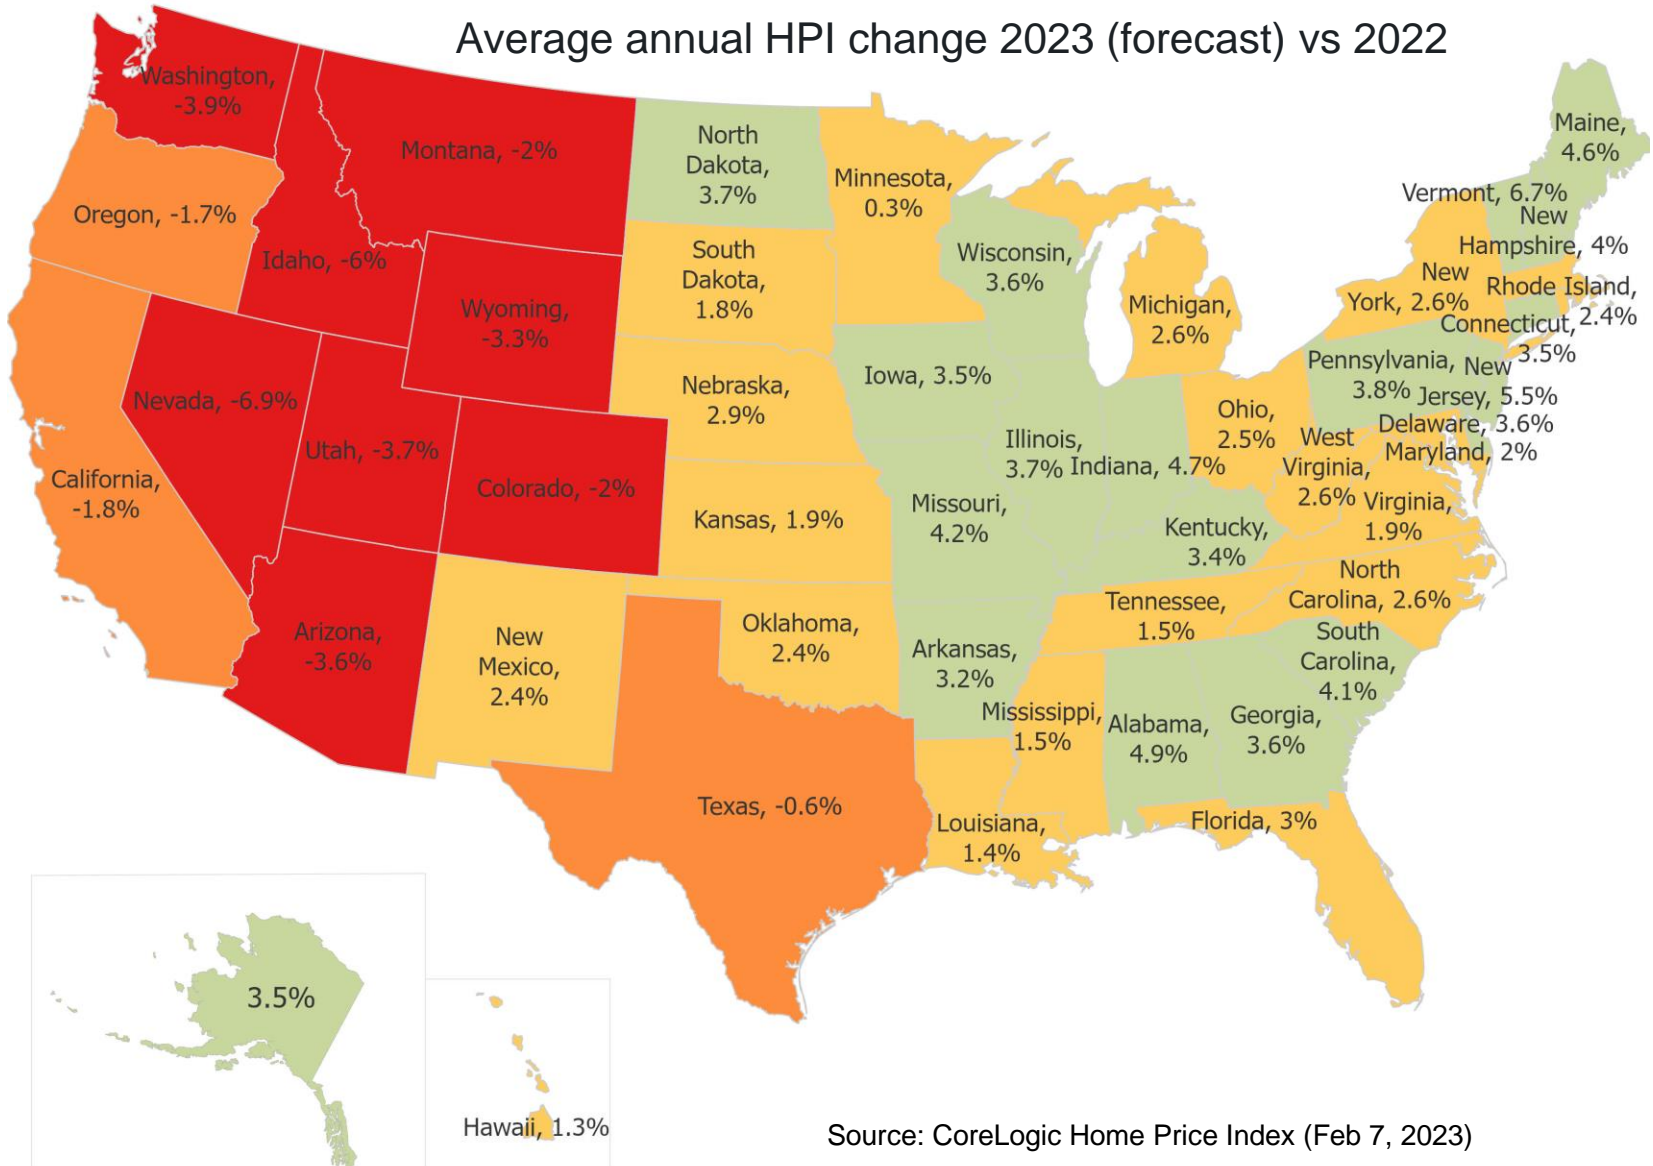 Average annual HPI change 2023 (forecast) vs 2022
Washington,
-3.9%
Montana, -2%
North
Dakota,
3.7%
Minnesota,
0.3%
Maine,
4.6%
Vermont, 6.7%
New
Hampshire, 4%
Oregon, -1.7%
Idaho, -6%
Wyoming,
-3.3%
South
Dakota,
1.8%
Wisconsin,
3.6%
Michigan,
2.6%
New
York, 2.6%
Rhode Island,
2.4%
Connecticut,
3.5%
Nevada, -6.9%
Utah, -3.7%
Nebraska,
2.9%
Iowa, 3.5%
Pennsylvania,
3.8%
New
Jersey, 5.5%
Delaware, 3.6%
Maryland, 2%
California,
-1.8%
Colorado, -2%
Kansas, 1.9%
Missouri,
4.2%
Illinois,
3.7%
Indiana, 4.7%
Ohio,
2.5%
West
Virginia,
2.6%
Virginia,
1.9%
Kentucky,
3.4%
Arizona,
-3.6%
New
Mexico,
2.4%
Oklahoma,
2.4%
Arkansas,
3.2%
Tennessee,
1.5%
North
Carolina, 2.6%
South
Carolina,
4.1%
Mississippi,
1.5%
Alabama,
4.9%
Georgia,
3.6%
Texas, -0.6%
Louisiana,
1.4%
Florida, 3%
3.5%
Hawaii, 1.3%
Source: CoreLogic Home Price Index (Feb 7, 2023)